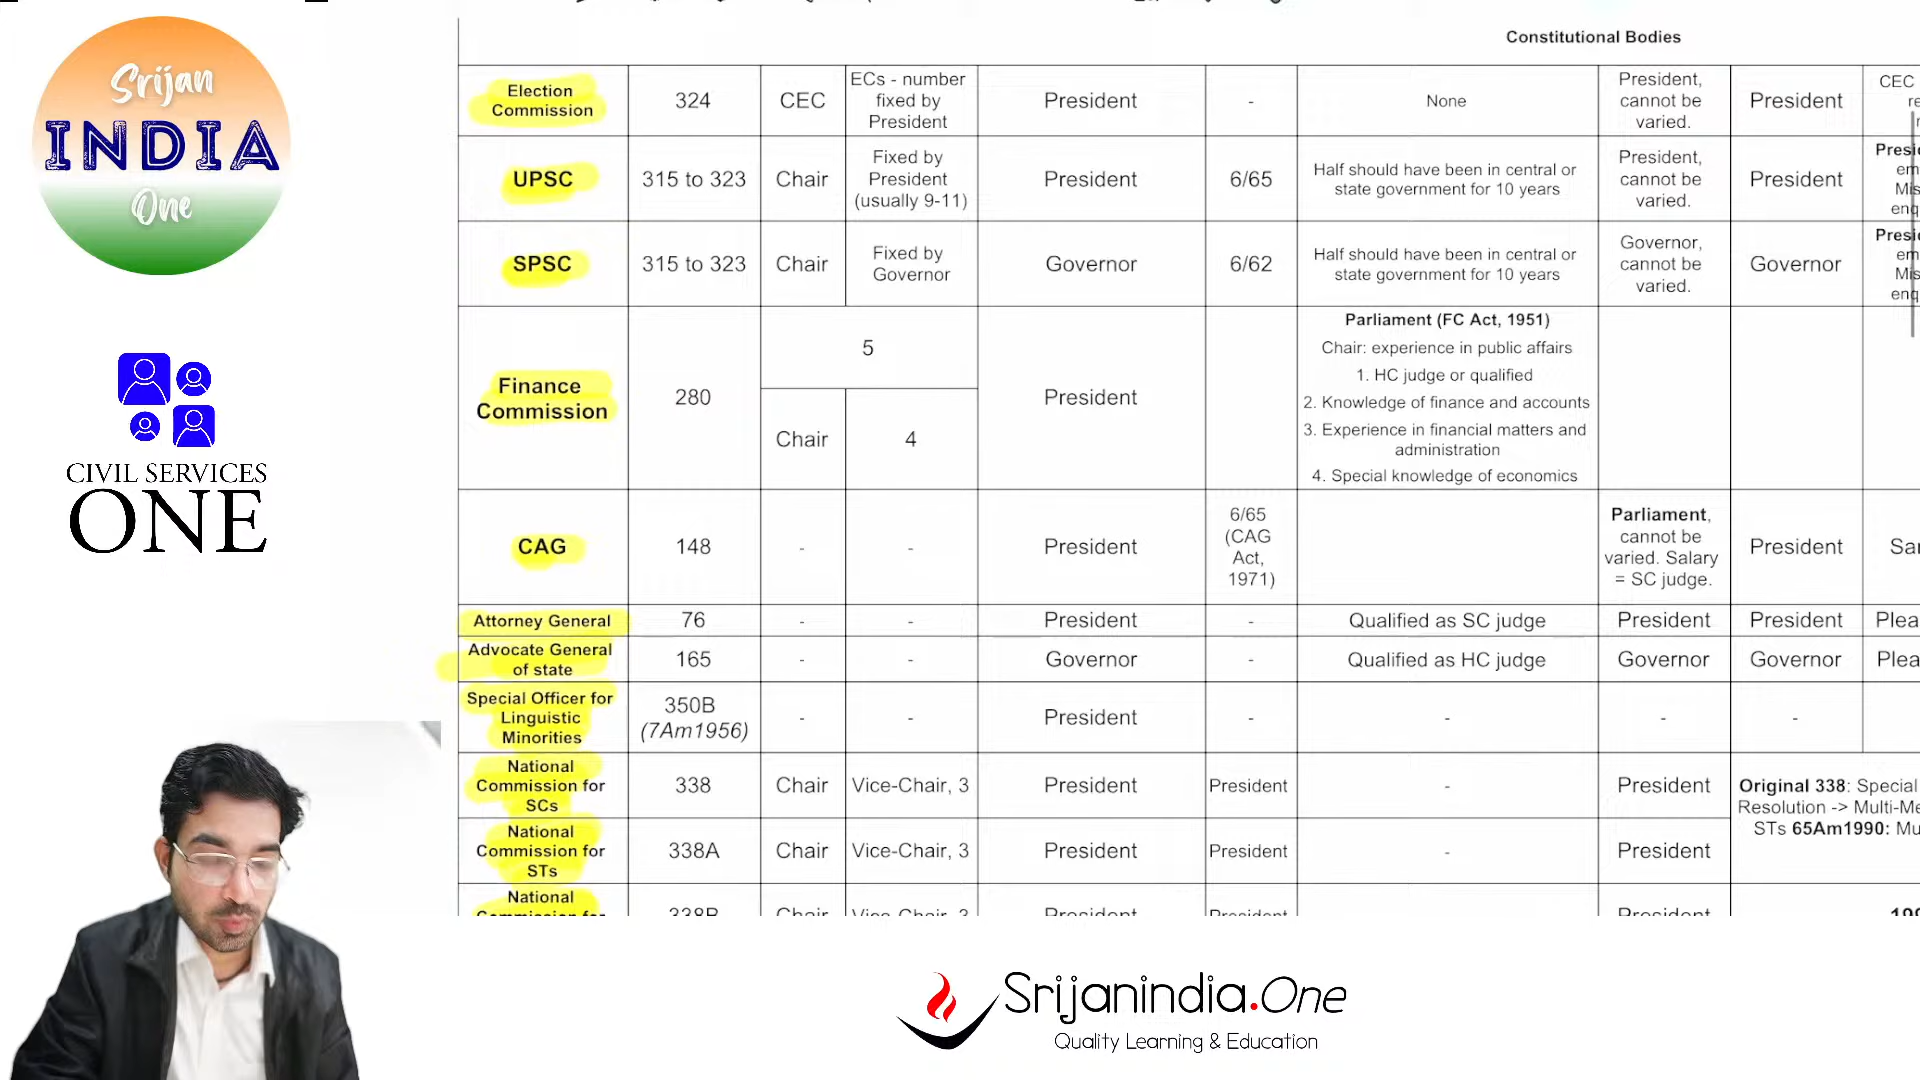 Srijan
INDIA
One
CIVIL SERVICES
ONE
Constitutional Bodies
Election
Commission
324
CEC
ECs - number
fixed by
President
President
-
None
President,
cannot be
varied.
President
CEC
UPSC
315 to 323
Chair
Fixed by
President
(usually 9-11)
President
6/65
Half should have been in central or
state government for 10 years
President,
cannot be
varied.
President
SPSC
315 to 323
Chair
Fixed by
Governor
Governor
6/62
Half should have been in central or
state government for 10 years
Governor,
cannot be
varied.
Governor
Finance
Commission
280
5
Chair
4
President
Parliament (FC Act, 1951)
Chair: experience in public affairs
1. HC judge or qualified
2. Knowledge of finance and accounts
3. Experience in financial matters and
administration
4. Special knowledge of economics
CAG
148
-
-
President
6/65
(CAG
Act,
1971)
Parliament,
cannot be
varied. Salary
= SC judge.
President
Attorney General
76
-
-
President
-
Qualified as SC judge
President
President
Advocate General
of state
165
-
-
Governor
-
Qualified as HC judge
Governor
Governor
Special Officer for
Linguistic
Minorities
350B
(7Am1956)
-
-
President
-
-
-
-
National
Commission for
SCs
338
Chair
Vice-Chair, 3
President
President
-
President
Original 338: Special
Resolution -> Multi-Me
STs 65Am1990: Mu
National
Commission for
STs
338A
Chair
Vice-Chair, 3
President
President
-
President
National
Srijanindia.One
Quality Learning & Education